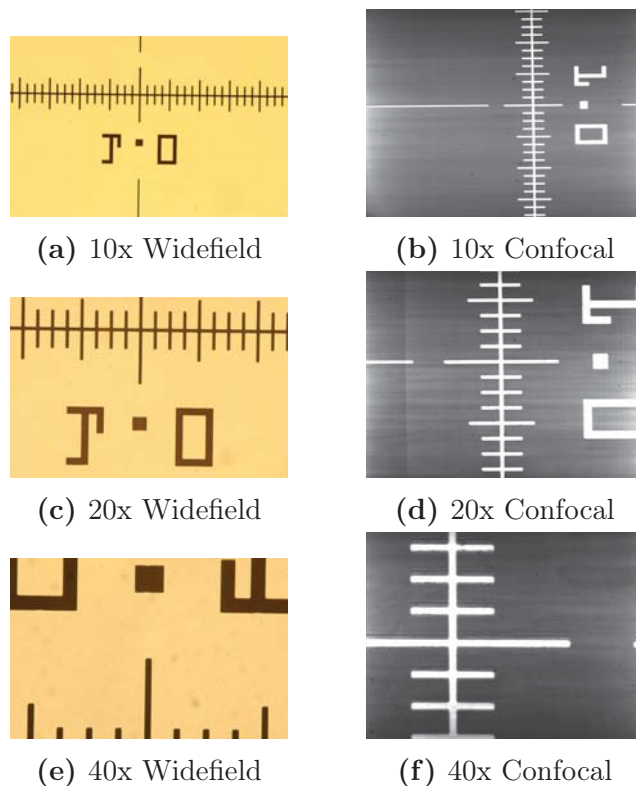 (a) 10x Widefield
(b) 10x Confocal
(c) 20x Widefield
(d) 20x Confocal
(e) 40x Widefield
(f) 40x Confocal